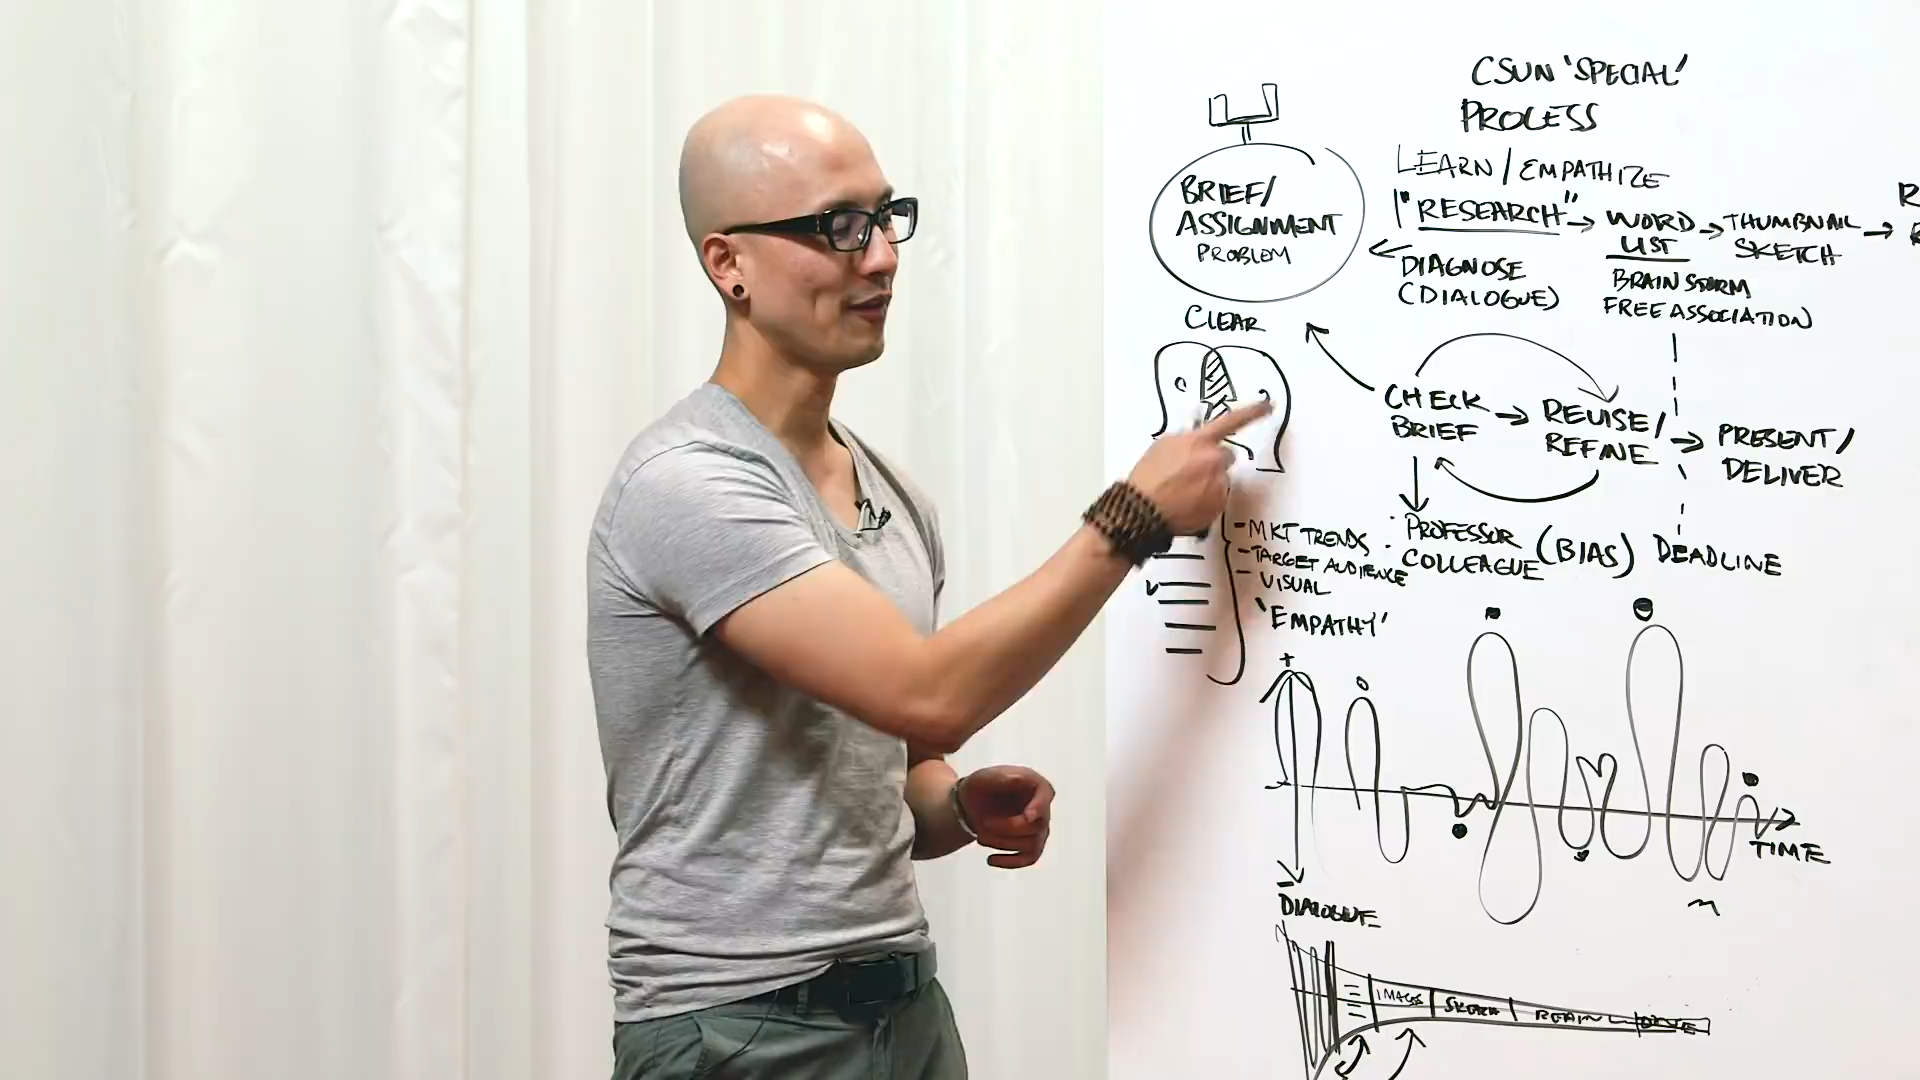 CSUN 'SPECIAL'
PROCESS
BRIEF/
ASSIGNMENT
PROBLEM
CLEAR
LEARN/EMPATHIZE
"RESEARCH" → WORD LIST → THUMBNAIL SKETCH →
DIAGNOSE
(DIALOGUE)
BRAINSTORM
FREE ASSOCIATION
CHECK
BRIEF
REVISE/
REFINE
PRESENT/
DELIVER
- MKT TRENDS
- TARGET AUDIENCE
- VISUAL
'EMPATHY'
PROFESSOR
COLLEAGUE
(BIAS)
DEADLINE
+
-
TIME
DIALOGUE
IMAGES
SKETCH